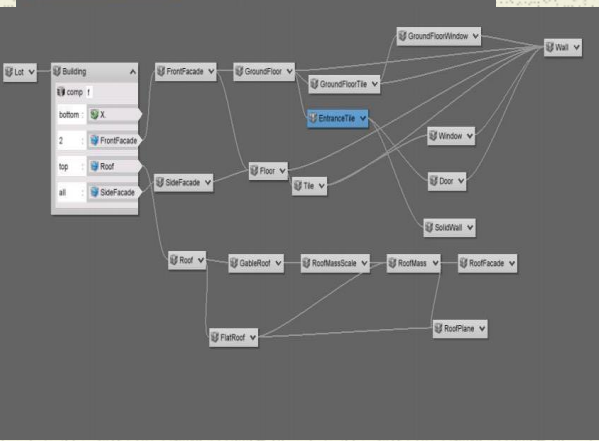 Lot
Building
comp f
bottom : X
2 : FrontFacade
top : Roof
all : SideFacade
FrontFacade
GroundFloor
GroundFloorWindow
Wall
GroundFloorTile
EntranceTile
Window
Floor
Tile
Door
SideFacade
SolidWall
Roof
GableRoof
RoofMassScale
RoofMass
RoofFacade
FlatRoof
RoofPlane